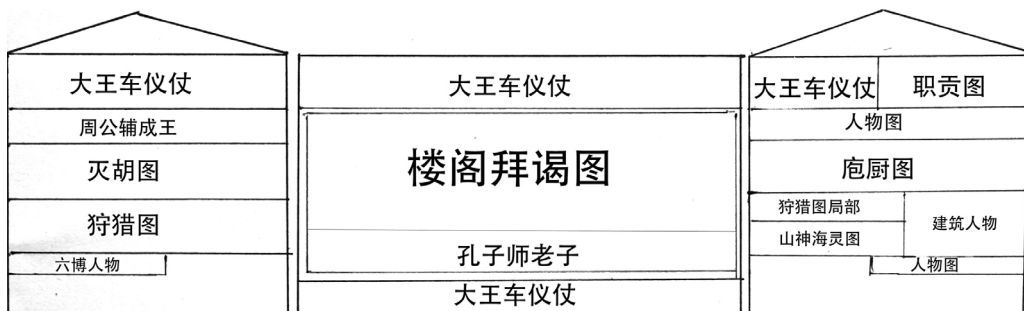 大王车仪仗
周公辅成王
灭胡图
狩猎图
六博人物
大王车仪仗
楼阁拜谒图
孔子师老子
大王车仪仗
大王车仪仗
职贡图
人物图
庖厨图
狩猎图局部
山神海灵图
建筑人物
人物图